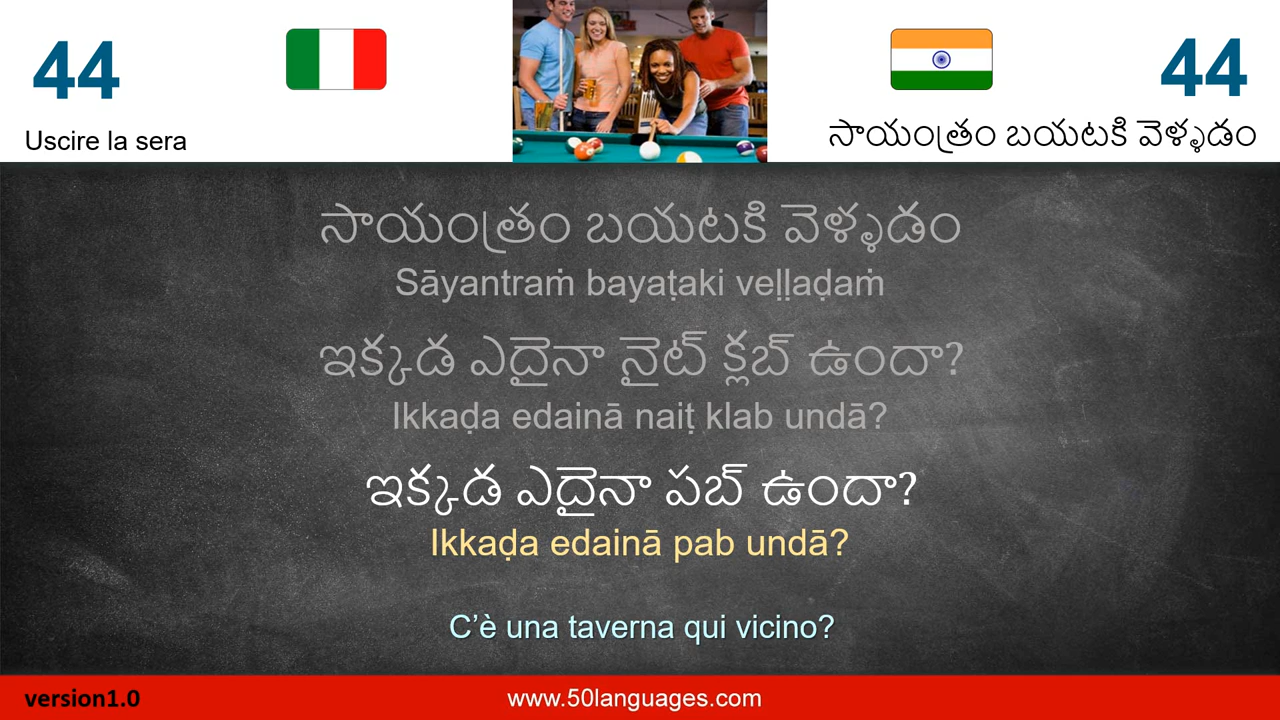 44
44
Uscire la sera
సాయంత్రం బయటకి వెళ్ళడం
సాయంత్రం బయటకి వెళ్ళడం
Sāyantraṁ bayaṭaki veḷḷaḍaṁ
ఇక్కడ ఎదైనా నైట్ క్లబ్ ఉందా?
Ikkaḍa edainā naiṭ klab undā?
ఇక్కడ ఎదైనా పబ్ ఉందా?
Ikkaḍa edainā pab undā?
C’è una taverna qui vicino?
version1.0
www.50languages.com